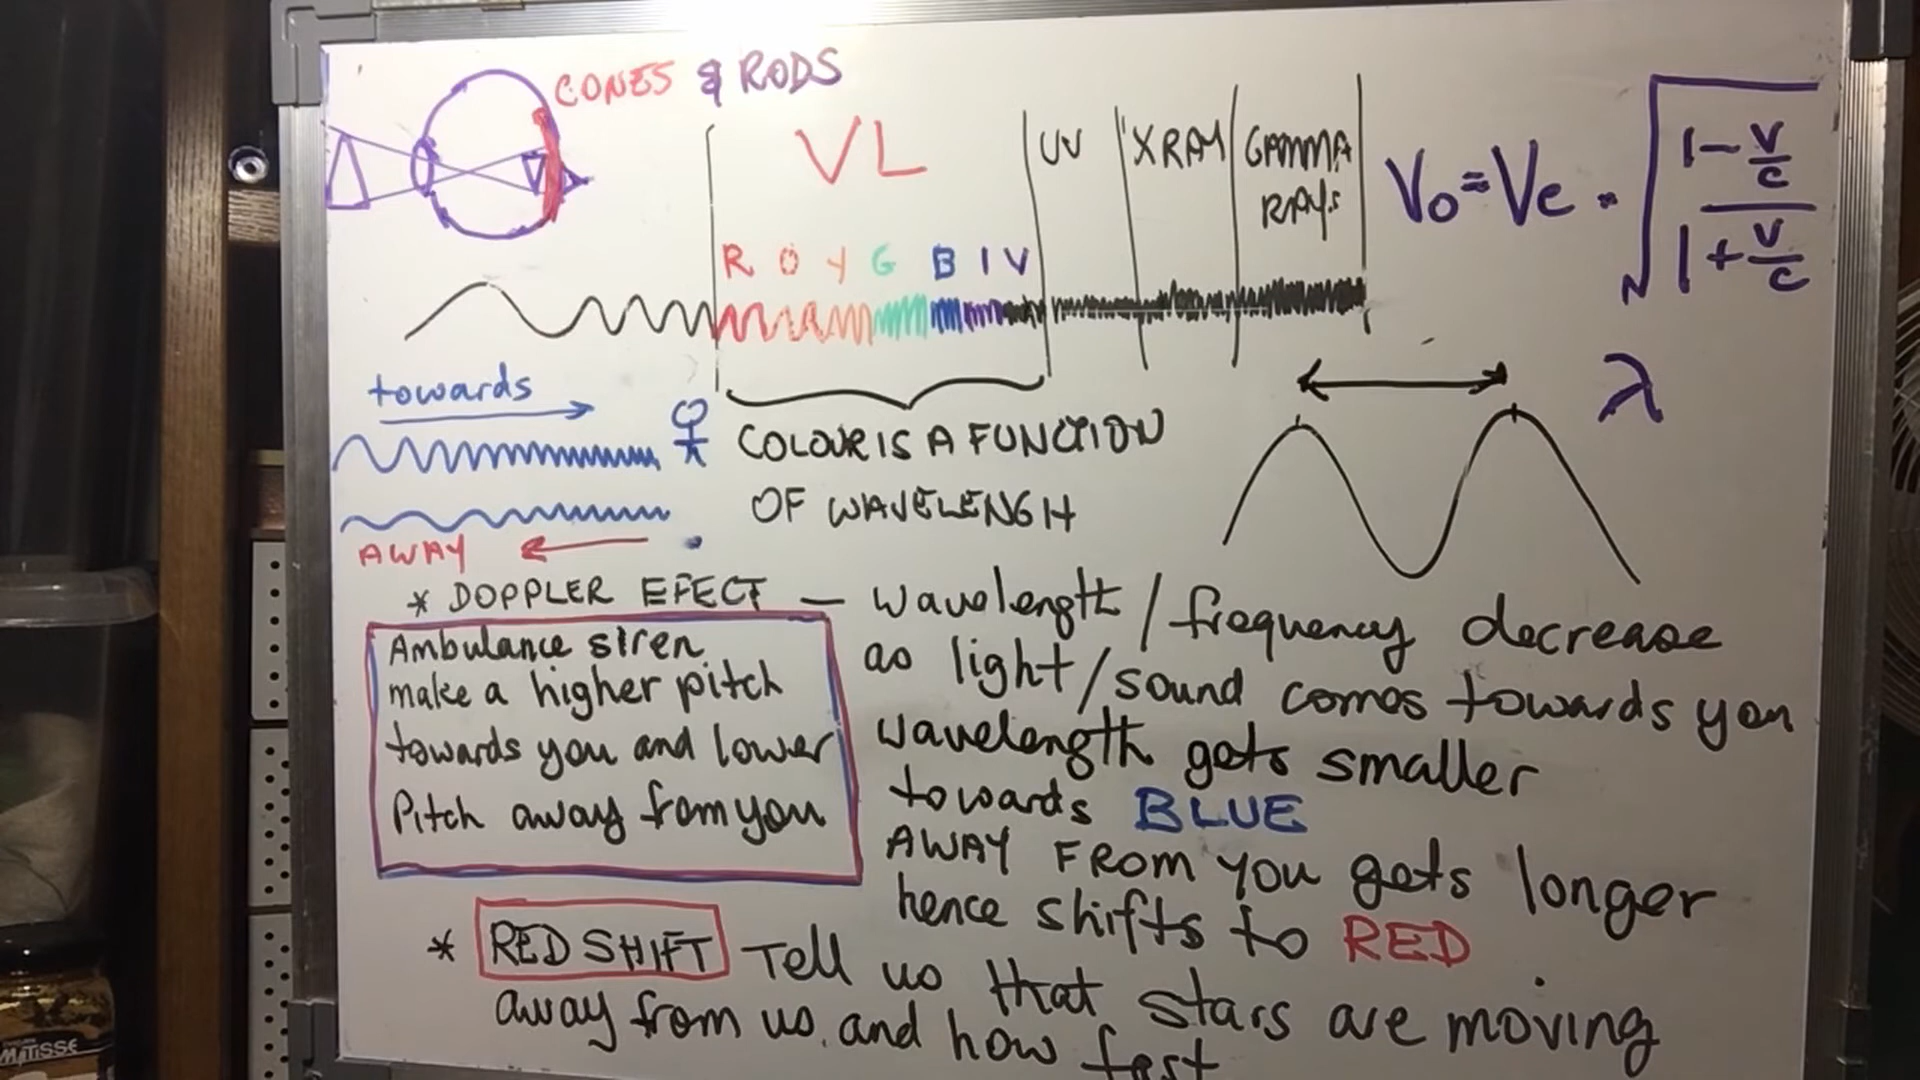 CONES & RODS
VL
UV
XRAY
GAMMA
RAYS
R O Y G B I V
Vo = Ve · √
1 - v/c
1 + v/c
λ
towards
AWAY
COLOUR IS A FUNCTION
OF WAVELENGH
* DOPPLER EFECT — wavelength / frequency decrease
as light / sound comes towards you
wavelength gets smaller
towards BLUE
AWAY FROM YOU gets longer
hence shifts to RED
Ambulance siren
make a higher pitch
towards you and lower
Pitch away from you
* RED SHIFT Tell us that stars are moving
away from us. and how fast
MATISSE